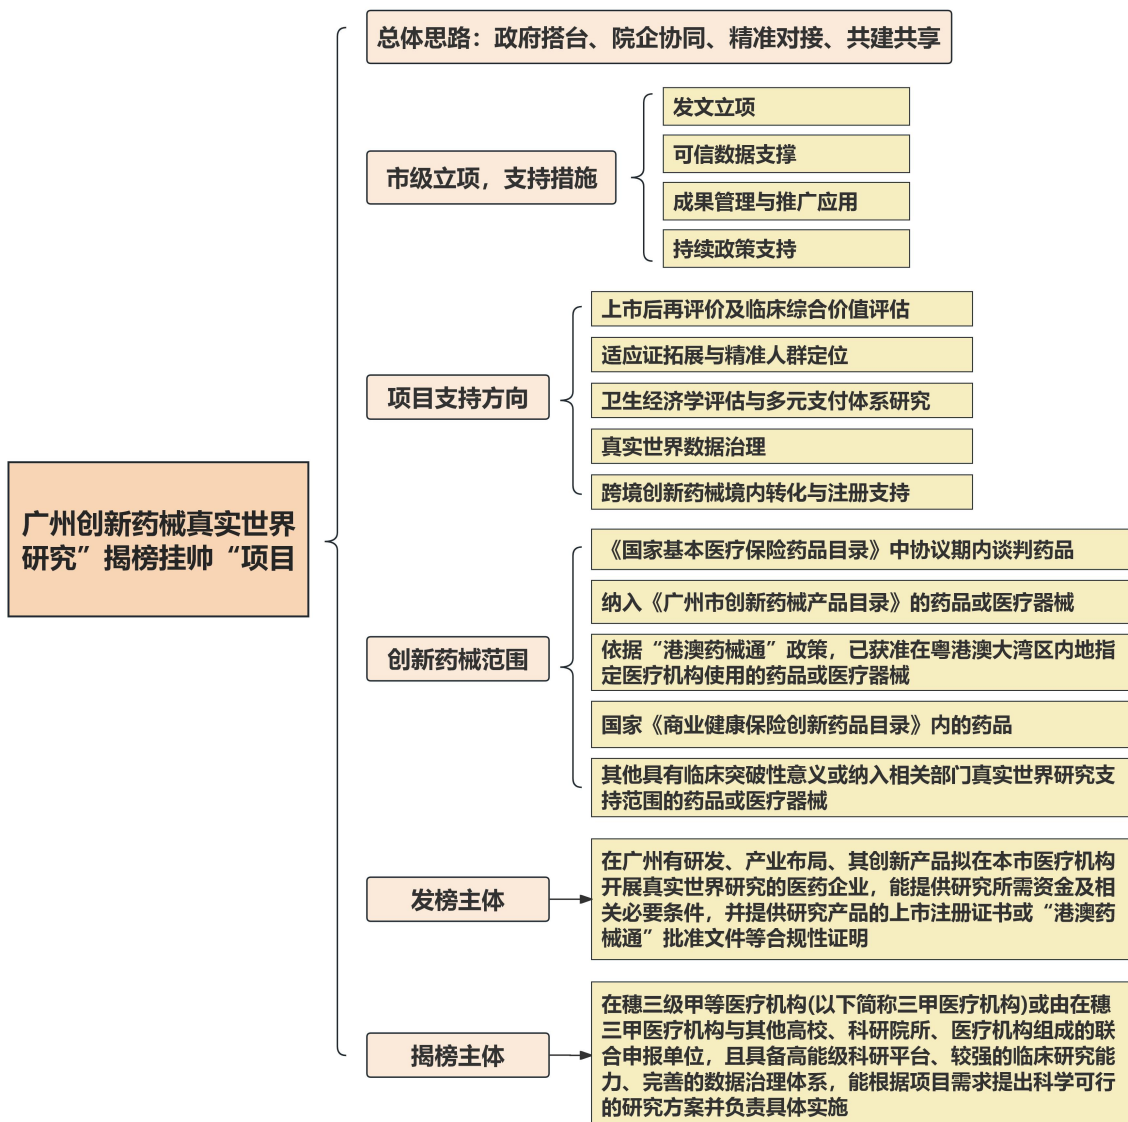 总体思路：政府搭台、院企协同、精准对接、共建共享
市级立项，支持措施
发文立项
可信数据支撑
成果管理与推广应用
持续政策支持
项目支持方向
上市后再评价及临床综合价值评估
适应证拓展与精准人群定位
卫生经济学评估与多元支付体系研究
真实世界数据治理
跨境创新药械境内转化与注册支持
广州创新药械真实世界
研究”揭榜挂帅“项目
创新药械范围
《国家基本医疗保险药品目录》中协议期内谈判药品
纳入《广州市创新药械产品目录》的药品或医疗器械
依据“港澳药械通”政策，已获准在粤港澳大湾区内地指
定医疗机构使用的药品或医疗器械
国家《商业健康保险创新药品目录》内的药品
其他具有临床突破性意义或纳入相关部门真实世界研究支
持范围的药品或医疗器械
发榜主体
在广州有研发、产业布局、其创新产品拟在本市医疗机构
开展真实世界研究的医药企业，能提供研究所需资金及相
关必要条件，并提供研究产品的上市注册证书或“港澳药
械通”批准文件等合规性证明
揭榜主体
在穗三级甲等医疗机构(以下简称三甲医疗机构)或由在穗
三甲医疗机构与其他高校、科研院所、医疗机构组成的联
合申报单位，且具备高能级科研平台、较强的临床研究能
力、完善的数据治理体系，能根据项目需求提出科学可行
的研究方案并负责具体实施